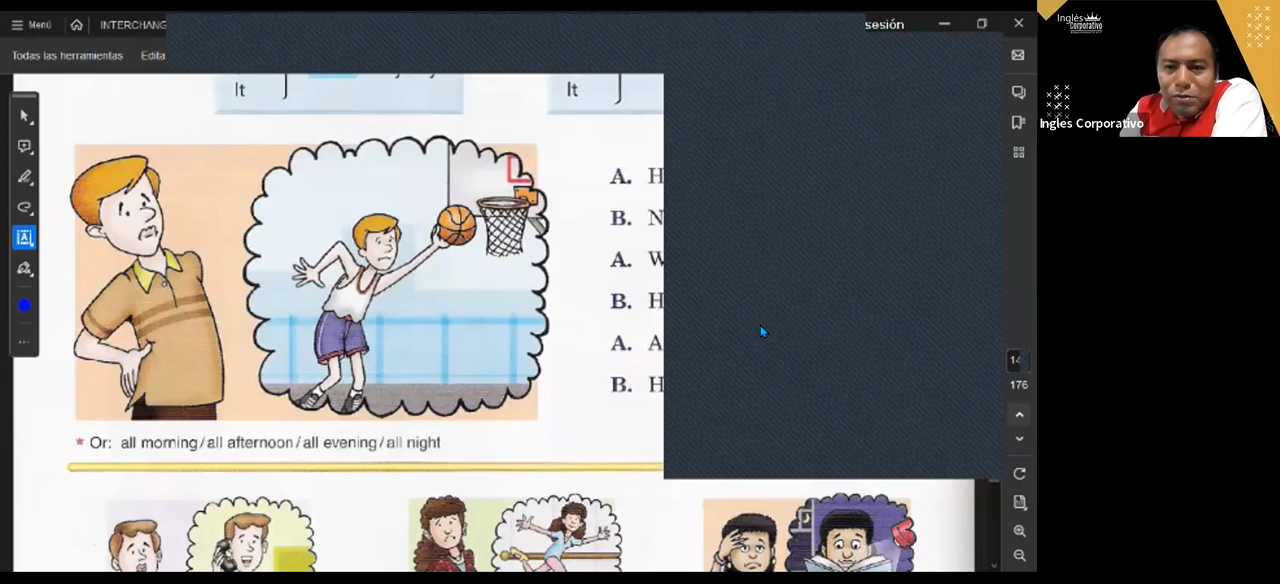 Menú
INTERCHANG
sesión
Todas las herramientas
Edita
It
It
A. H
B. N
A. W
B. H
A. A
B. H
* Or: all morning/all afternoon/all evening/all night
14
176
Inglés
Corporativo
Ingles Corporativo